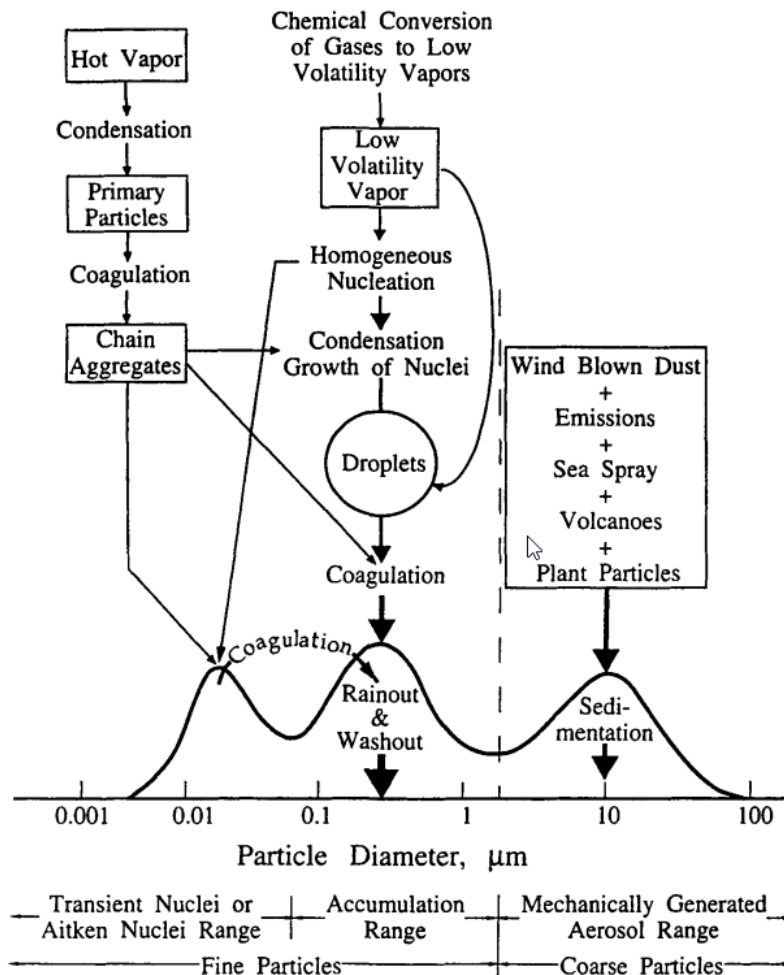 Hot Vapor
Condensation
Primary
Particles
Coagulation
Chain
Aggregates
Chemical Conversion
of Gases to Low
Volatility Vapors
Low
Volatility
Vapor
Homogeneous
Nucleation
Condensation
Growth of Nuclei
Droplets
Coagulation
Wind Blown Dust
+
Emissions
+
Sea Spray
+
Volcanoes
+
Plant Particles
Coagulation
Rainout
&
Washout
Sedi-
mentation
0.001 0.01 0.1 1 10 100
Particle Diameter, μm
Transient Nuclei or
Aitken Nuclei Range
Accumulation
Range
Mechanically Generated
Aerosol Range
Fine Particles
Coarse Particles